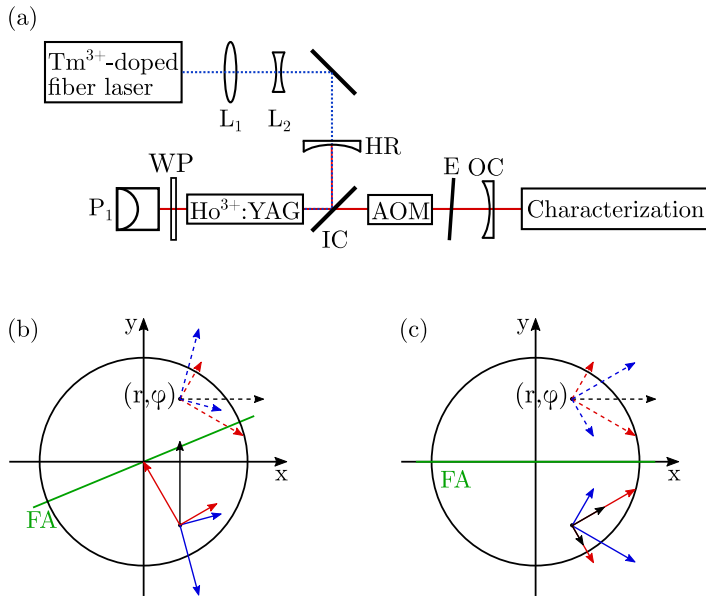 (a)
Tm³⁺-doped
fiber laser
L₁
L₂
HR
WP
E
OC
P₁
Ho³⁺:YAG
IC
AOM
Characterization
(b)
y
(r,φ)
x
FA
(c)
y
(r,φ)
x
FA